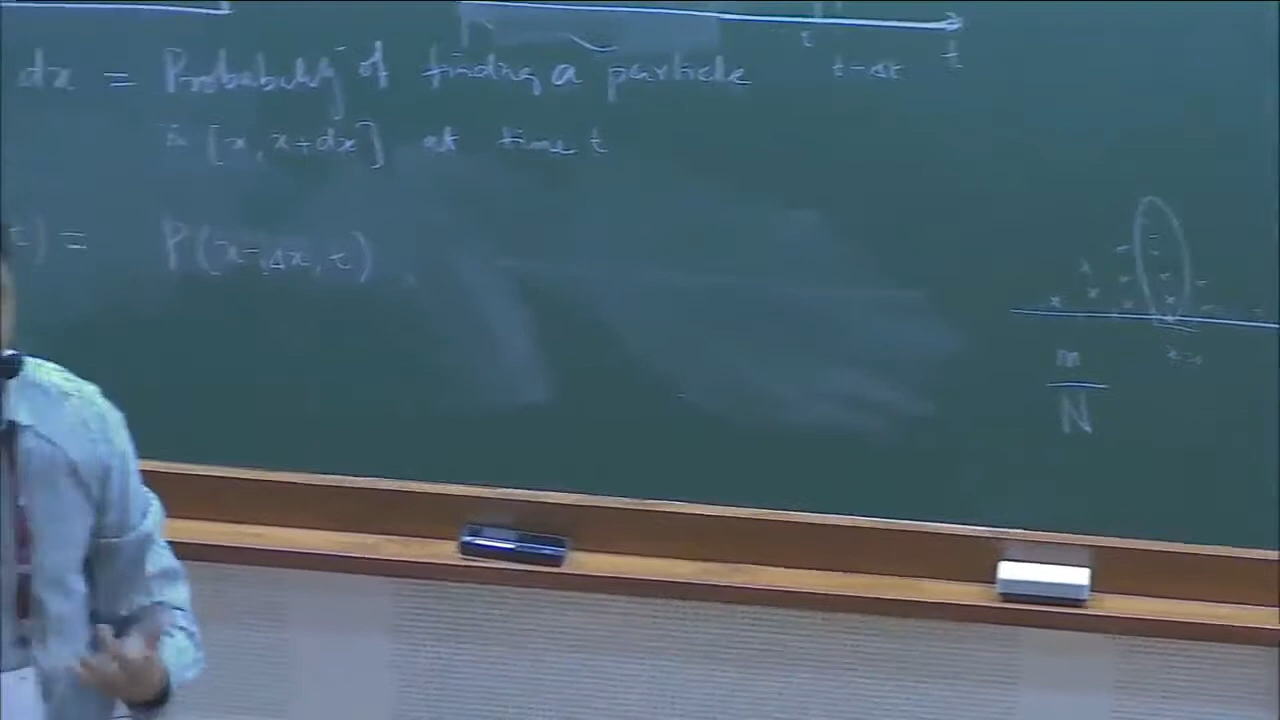 τ t-Δt t
dx = Probability of finding a particle
in [x, x+dx] at time t
t) = P(x-Δx, t)
m
N